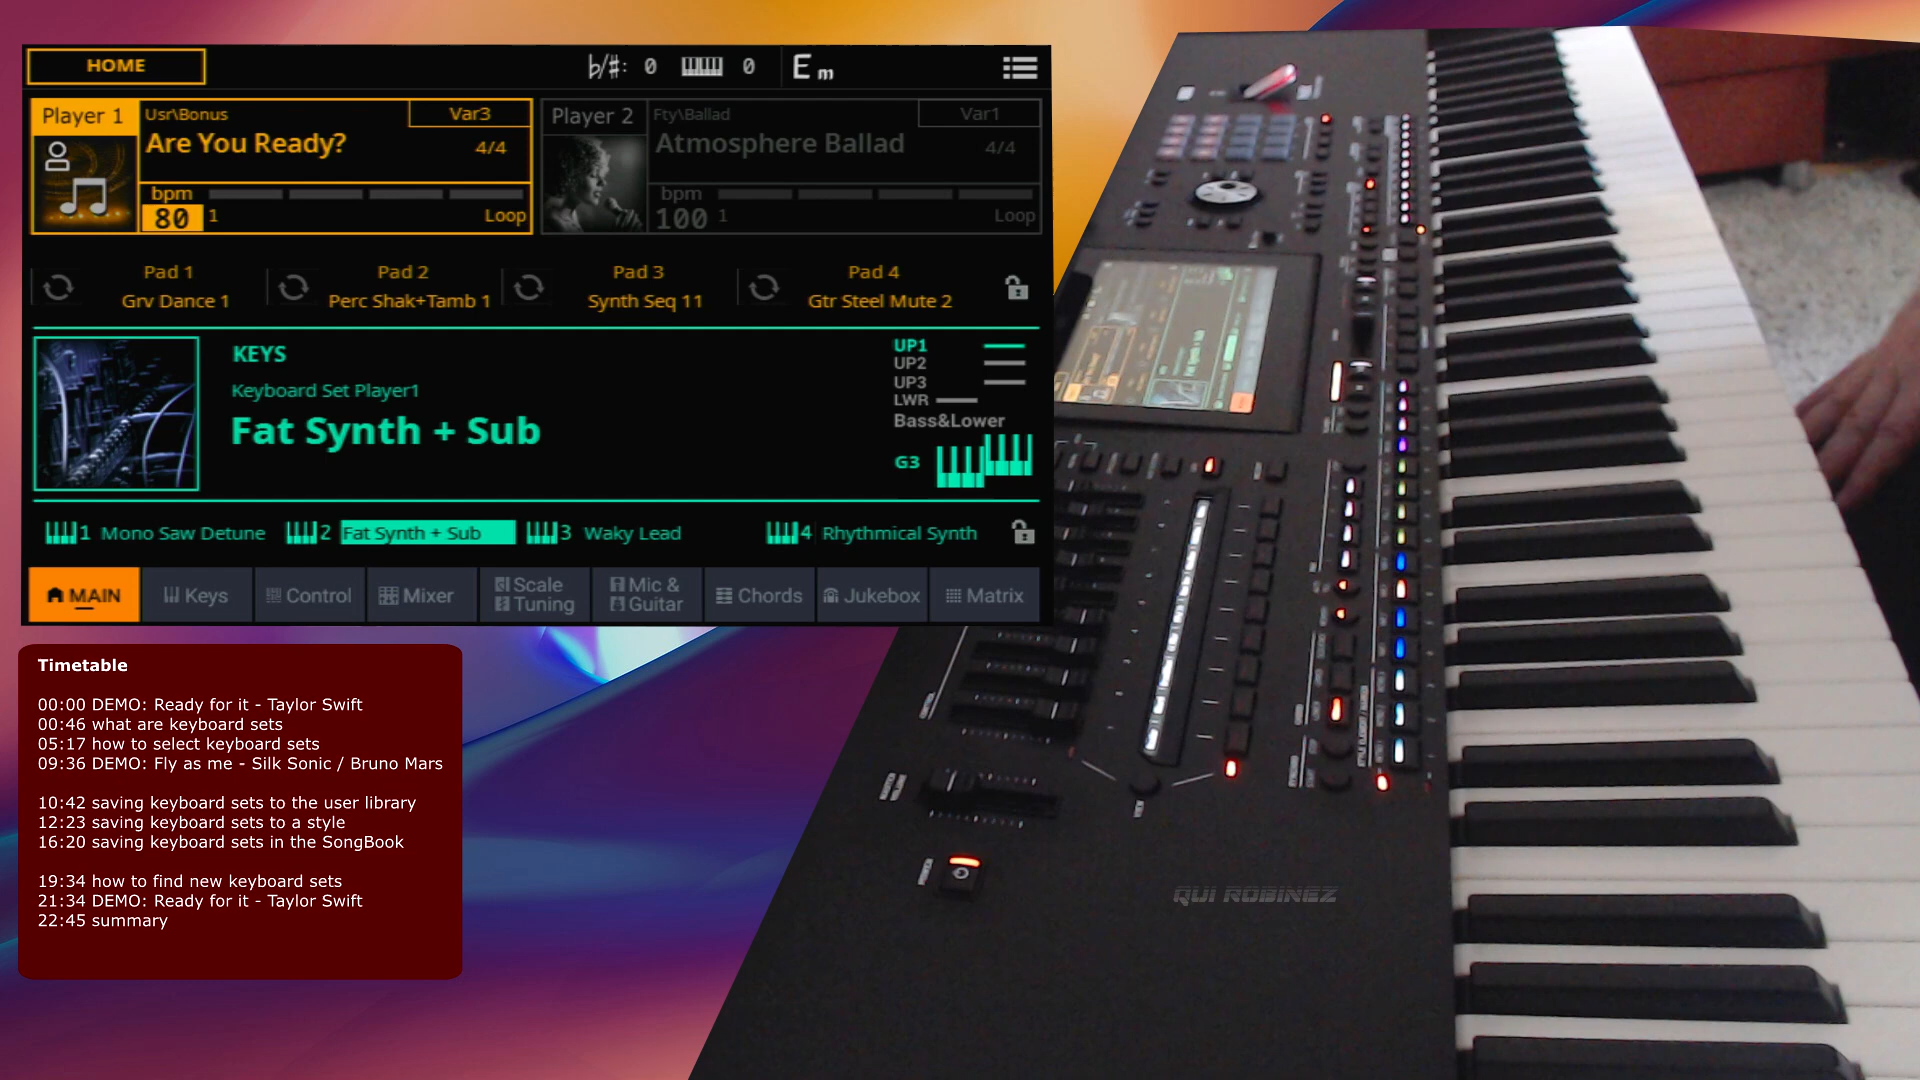 HOME
b/#: 0 0 Em
Player 1
Usr\Bonus
Var3
Are You Ready?
4/4
bpm
80
1
Loop
Player 2
Fty\Ballad
Var1
Atmosphere Ballad
4/4
bpm
100
1
Loop
Pad 1
Grv Dance 1
Pad 2
Perc Shak+Tamb 1
Pad 3
Synth Seq 11
Pad 4
Gtr Steel Mute 2
KEYS
Keyboard Set Player1
Fat Synth + Sub
UP1
UP2
UP3
LWR
Bass&Lower
G3
1 Mono Saw Detune
2 Fat Synth + Sub
3 Waky Lead
4 Rhythmical Synth
MAIN
Keys
Control
Mixer
Scale
Tuning
Mic &
Guitar
Chords
Jukebox
Matrix
Timetable
00:00 DEMO: Ready for it - Taylor Swift
00:46 what are keyboard sets
05:17 how to select keyboard sets
09:36 DEMO: Fly as me - Silk Sonic / Bruno Mars
10:42 saving keyboard sets to the user library
12:23 saving keyboard sets to a style
16:20 saving keyboard sets in the SongBook
19:34 how to find new keyboard sets
21:34 DEMO: Ready for it - Taylor Swift
22:45 summary
QUI ROBINEZ